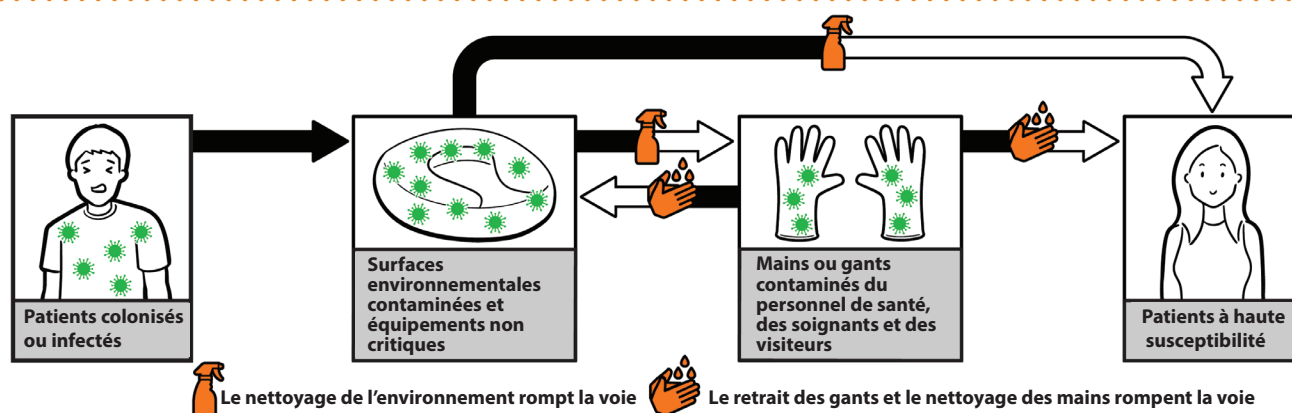 Patients colonisés
ou infectés
Surfaces
environnementales
contaminées et
équipements non
critiques
Mains ou gants
contaminés du
personnel de santé,
des soignants et des
visiteurs
Patients à haute
susceptibilité
Le nettoyage de l’environnement rompt la voie
Le retrait des gants et le nettoyage des mains rompent la voie